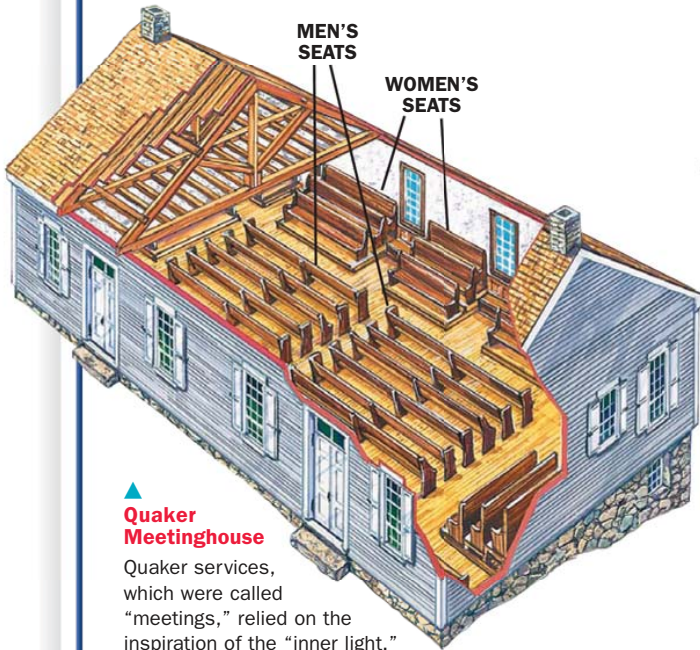 MEN’S
SEATS
WOMEN’S
SEATS
Quaker
Meetinghouse
Quaker services,
which were called
“meetings,” relied on the
inspiration of the “inner light.”